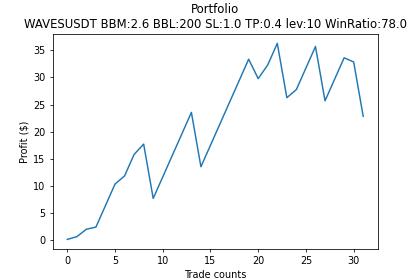 Portfolio
WAVESUSDT BBM:2.6 BBL:200 SL:1.0 TP:0.4 lev:10 WinRatio:78.0
Profit ($)
35
30
25
20
15
10
5
0
0 5 10 15 20 25 30
Trade counts